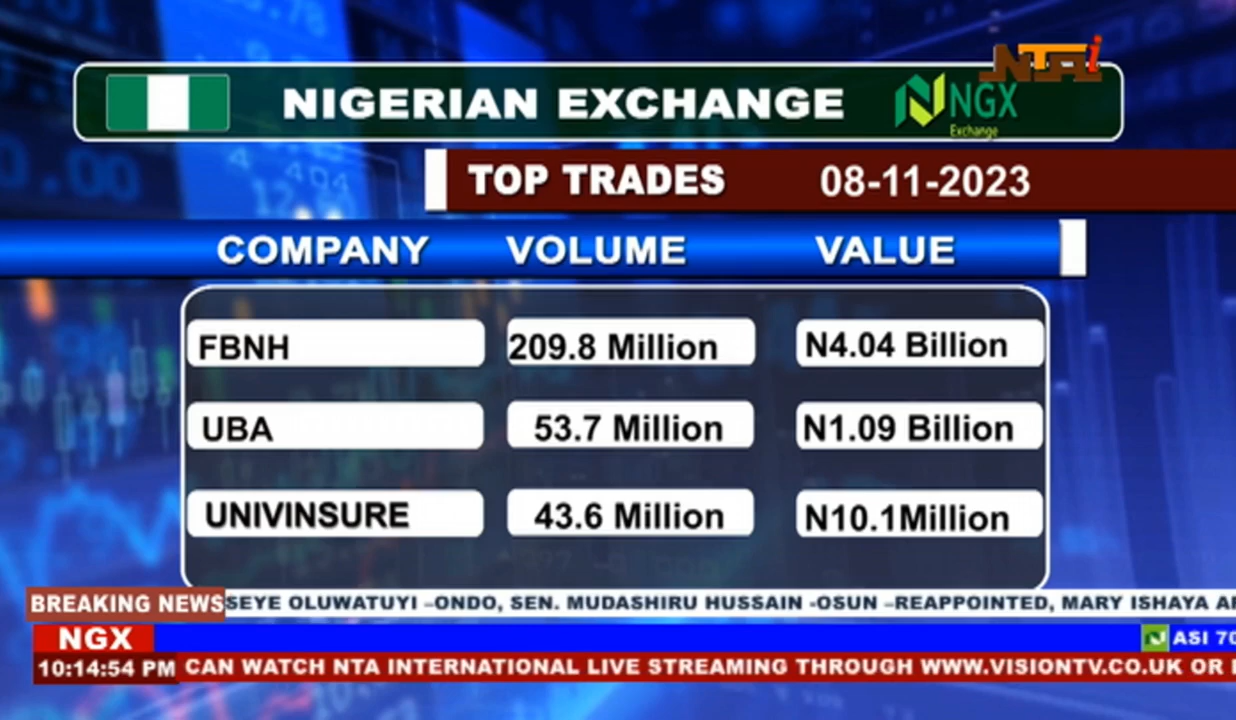 NTAi
NIGERIAN EXCHANGE NGX
Exchange
TOP TRADES 08-11-2023
COMPANY VOLUME VALUE
FBNH 209.8 Million N4.04 Billion
UBA 53.7 Million N1.09 Billion
UNIVINSURE 43.6 Million N10.1Million
BREAKING NEWS SEYE OLUWATUYI –ONDO, SEN. MUDASHIRU HUSSAIN -OSUN –REAPPOINTED, MARY ISHAYA
NGX ASI 70
10:14:54 PM CAN WATCH NTA INTERNATIONAL LIVE STREAMING THROUGH WWW.VISIONTV.CO.UK OR